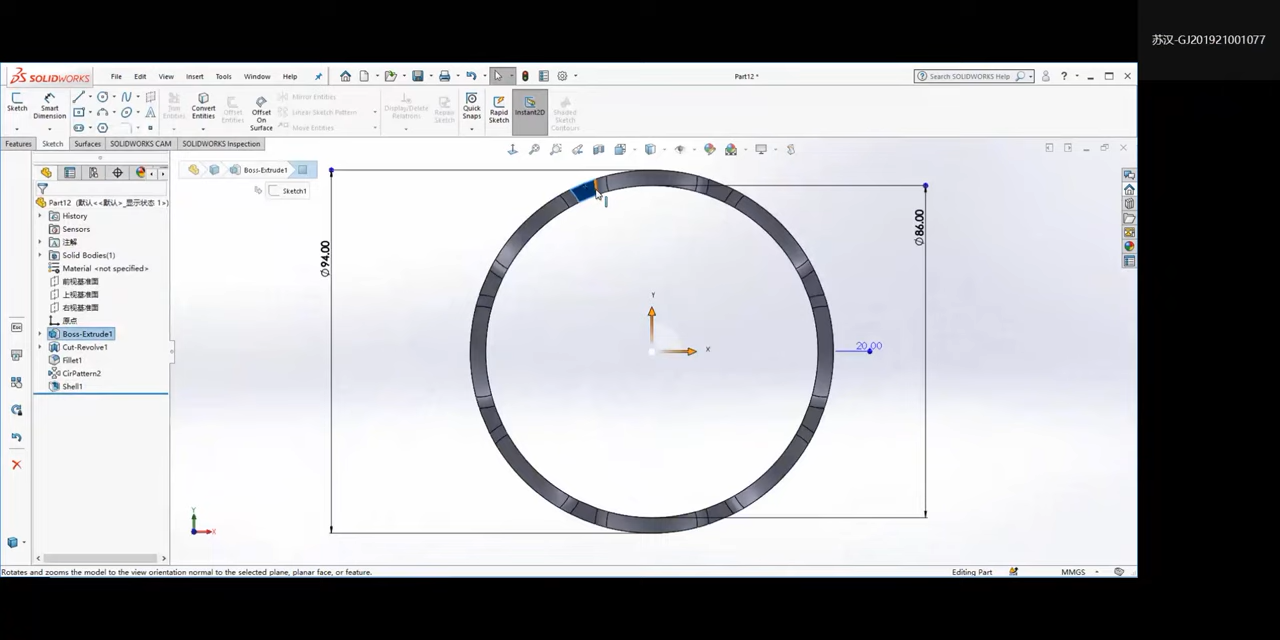 苏汉-GJ201921001077
SOLIDWORKS File Edit View Insert Tools Window Help Part12 * Search SOLIDWORKS Help
Sketch Smart Dimension Trim Entities Convert Entities Offset Entities Offset On Surface Mirror Entities Linear Sketch Pattern Move Entities Display/Delete Relations Repair Sketch Quick Snaps Rapid Sketch Instant2D Shaded Sketch Contours
Features Sketch Surfaces SOLIDWORKS CAM SOLIDWORKS Inspection
Boss-Extrude1
Sketch1
Part12 (默认<<默认>_显示状态 1>)
History
Sensors
注解
Solid Bodies(1)
Material <not specified>
前视基准面
上视基准面
右视基准面
原点
Boss-Extrude1
Cut-Revolve1
Fillet1
CirPattern2
Shell1
Esc
∅94.00
∅86.00
20.00
Y
X
Y
X
Rotates and zooms the model to the view orientation normal to the selected plane, planar face, or feature. Editing Part MMGS